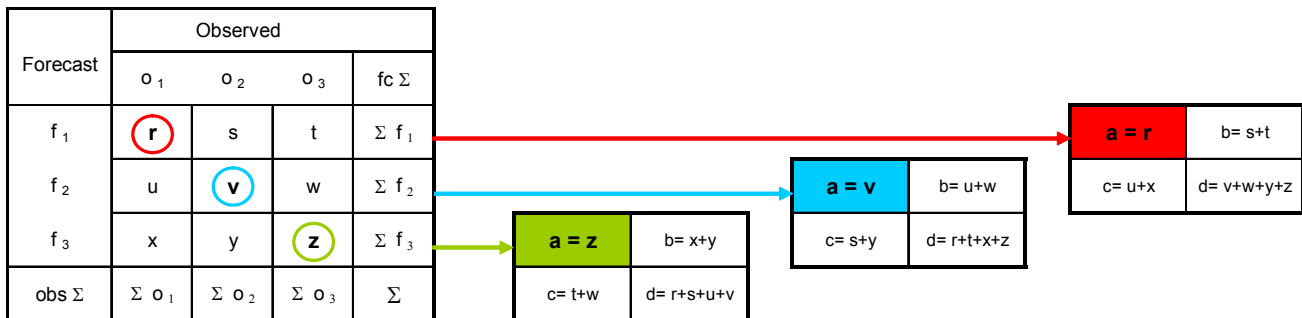 Observed
Forecast
o 1 o 2 o 3 fc Σ
f 1 r s t Σ f 1
f 2 u v w Σ f 2
f 3 x y z Σ f 3
obs Σ Σ o 1 Σ o 2 Σ o 3 Σ
a = r b= s+t
c= u+x d= v+w+y+z
a = v b= u+w
c= s+y d= r+t+x+z
a = z b= x+y
c= t+w d= r+s+u+v